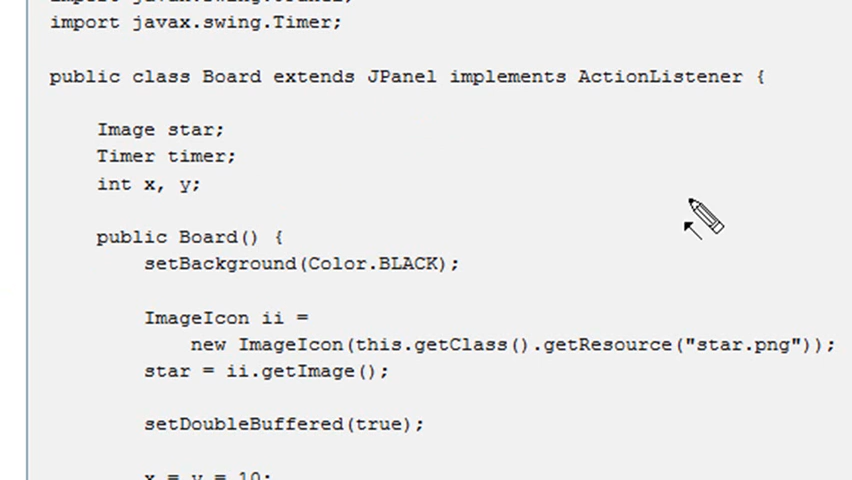 import javax.swing.Timer;
public class Board extends JPanel implements ActionListener {
Image star;
Timer timer;
int x, y;
public Board() {
setBackground(Color.BLACK);
ImageIcon ii =
new ImageIcon(this.getClass().getResource("star.png"));
star = ii.getImage();
setDoubleBuffered(true);
x = y = 10;